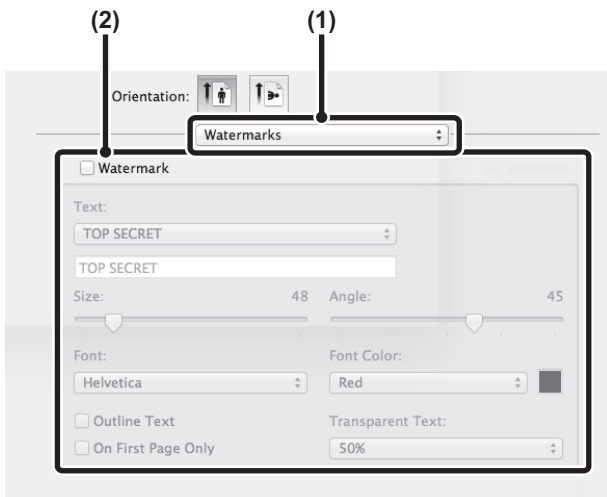 (2) (1)
Orientation:
Watermarks
Watermark
Text:
TOP SECRET
TOP SECRET
Size: 48 Angle: 45
Font: Font Color:
Helvetica Red
Outline Text Transparent Text:
On First Page Only 50%